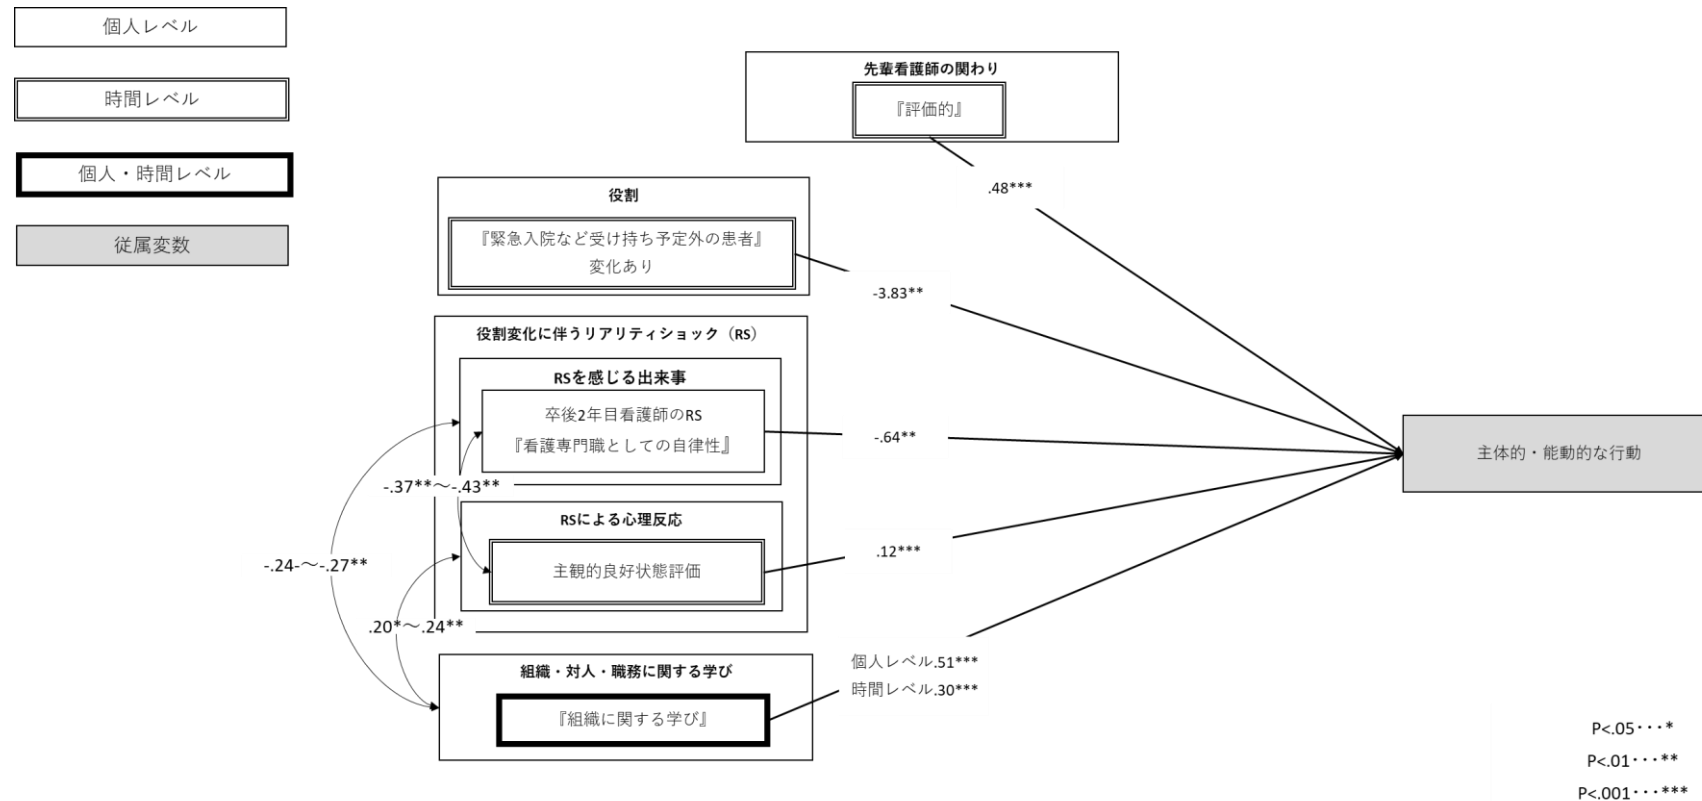 個人レベル
時間レベル
個人・時間レベル
従属変数
先輩看護師の関わり
『評価的』
.48***
役割
『緊急入院など受け持ち予定外の患者』
変化あり
-3.83**
役割変化に伴うリアリティショック（RS）
RSを感じる出来事
卒後2年目看護師のRS
『看護専門職としての自律性』
-.64**
主体的・能動的な行動
-.37**～-.43**
RSによる心理反応
主観的良好状態評価
.12***
-.24-～-.27**
.20*～.24**
組織・対人・職務に関する学び
『組織に関する学び』
個人レベル.51***
時間レベル.30***
P<.05･･･*
P<.01･･･**
P<.001･･･***